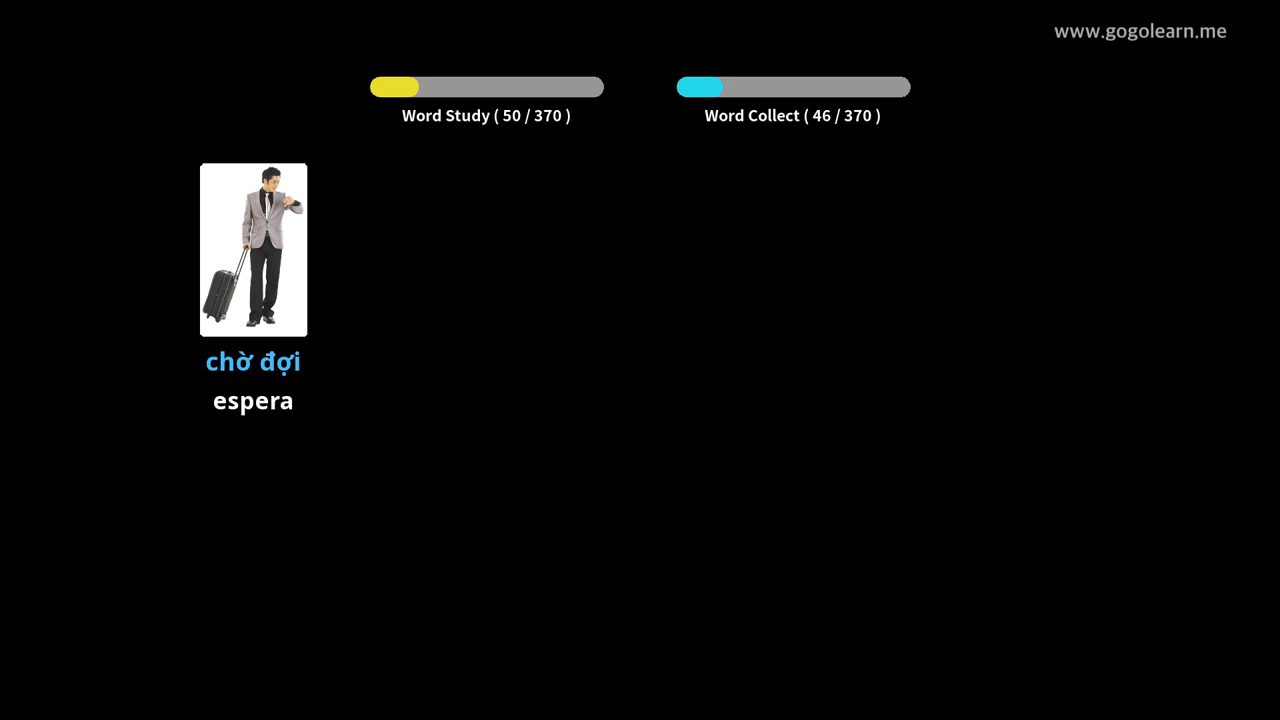 www.gogolearn.me
Word Study ( 50 / 370 )
Word Collect ( 46 / 370 )
chờ đợi
espera